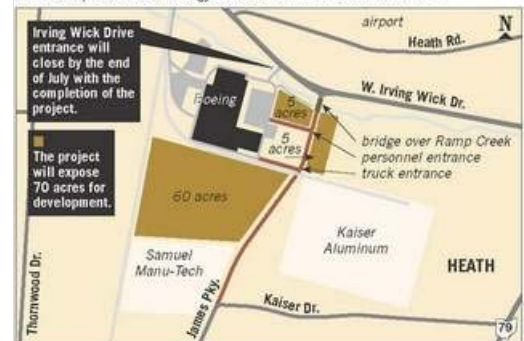 airport
N
Heath Rd.
Irving Wick Drive
entrance will
close by the end
of July with the
completion of the
project.
W. Irving Wick Dr.
Boeing
5
acres
5
acres
bridge over Ramp Creek
personnel entrance
truck entrance
The project
will expose
70 acres for
development.
60 acres
Kaiser
Aluminum
Samuel
Manu-Tech
HEATH
Thornwood Dr.
James Pky.
Kaiser Dr.
79